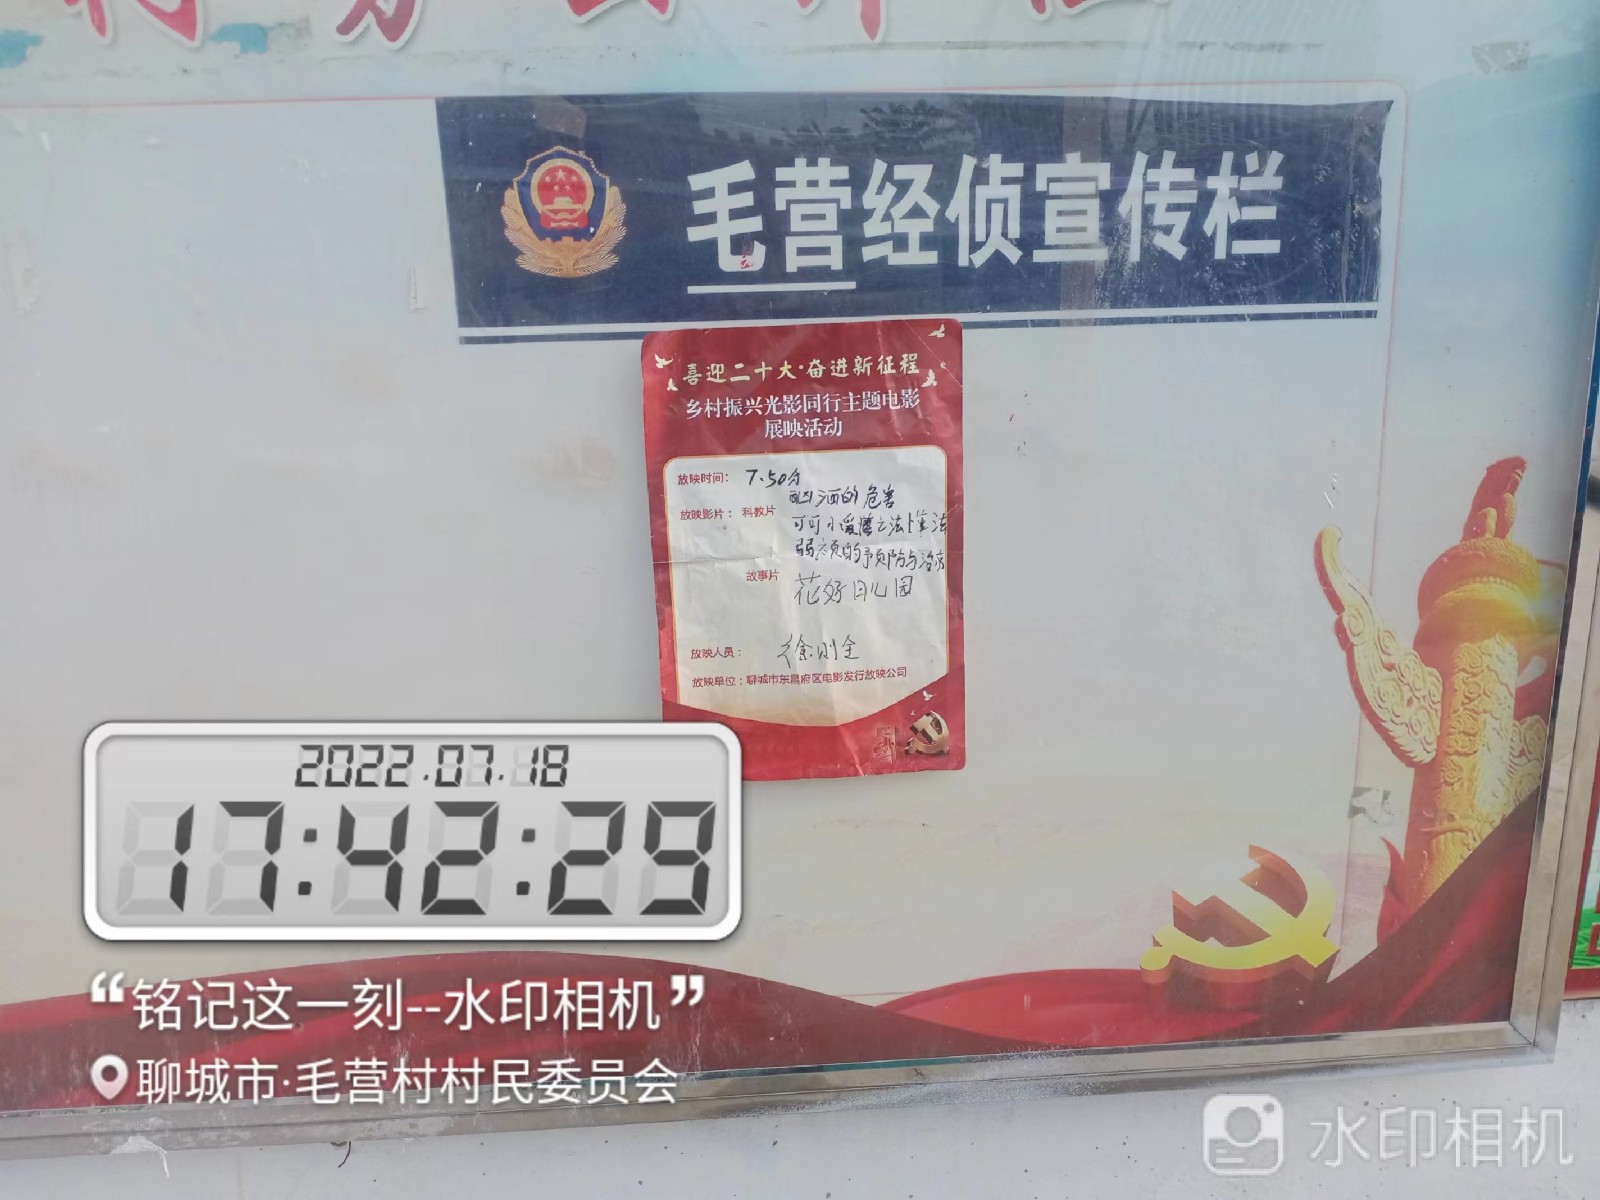 毛营经侦宣传栏
喜迎二十大·奋进新征程
乡村振兴光影同行主题电影
展映活动
放映时间：7.50分
酗酒的危害
放映影片：科教片
故事片
花好月儿圆
放映人员：徐刚全
放映单位：聊城市东昌府区电影发行放映公司
2022.07.18
17:42:29
“铭记这一刻--水印相机”
聊城市·毛营村村民委员会
水印相机